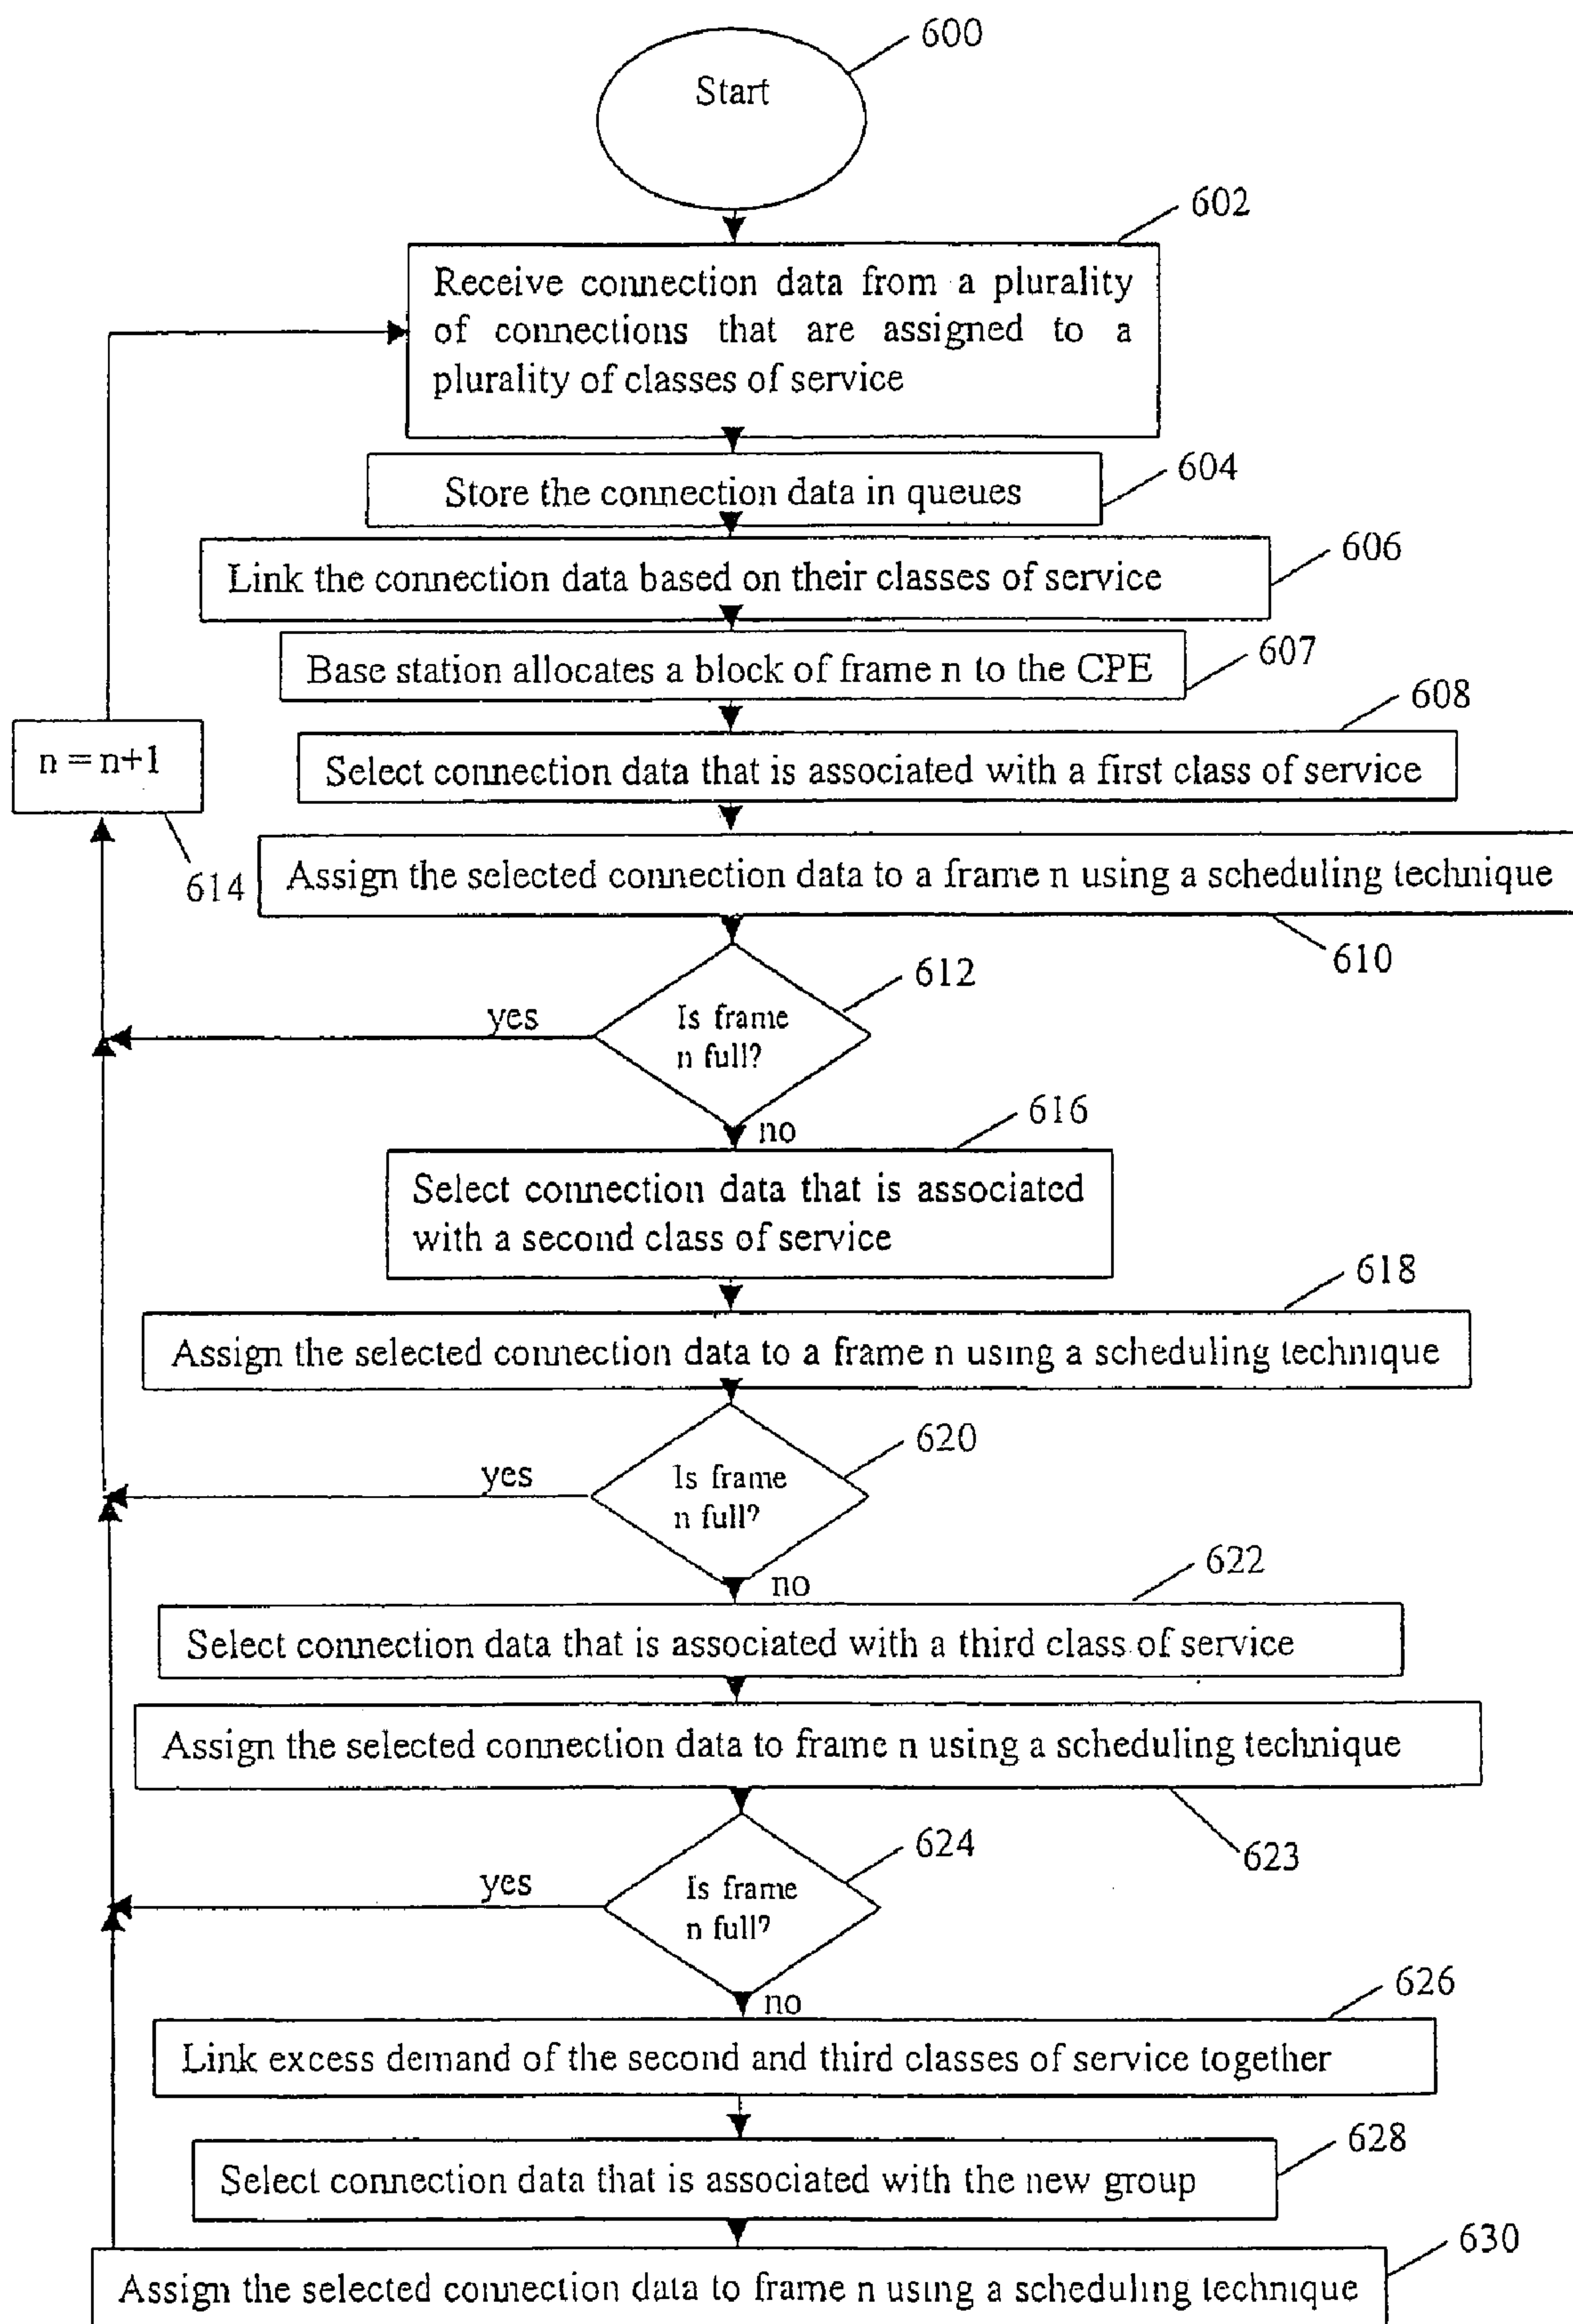 600
Start
602
Receive connection data from a plurality
of connections that are assigned to a
plurality of classes of service
604
Store the connection data in queues
606
Link the connection data based on their classes of service
607
Base station allocates a block of frame n to the CPE
608
n = n+1
Select connection data that is associated with a first class of service
614
Assign the selected connection data to a frame n using a scheduling technique
610
612
yes
Is frame
n full?
no
616
Select connection data that is associated
with a second class of service
618
Assign the selected connection data to a frame n using a scheduling technique
620
yes
Is frame
n full?
no
622
Select connection data that is associated with a third class of service
Assign the selected connection data to frame n using a scheduling technique
623
624
yes
Is frame
n full?
no
626
Link excess demand of the second and third classes of service together
628
Select connection data that is associated with the new group
630
Assign the selected connection data to frame n using a scheduling technique